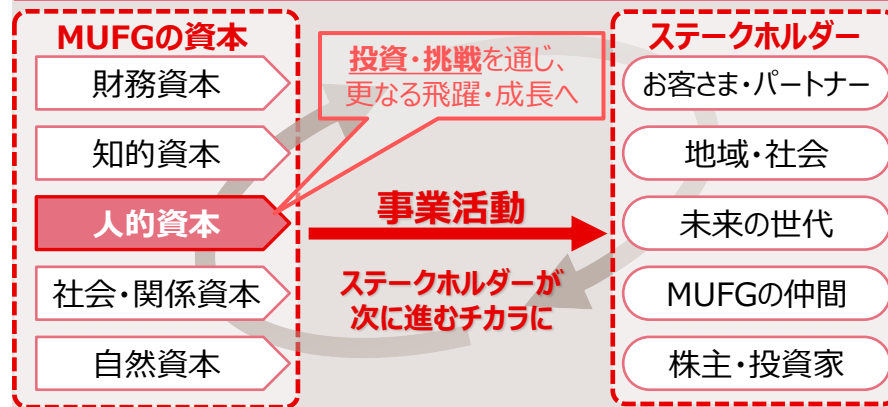 MUFGの資本
財務資本
知的資本
人的資本
社会・関係資本
自然資本
投資・挑戦を通じ、
更なる飛躍・成長へ
事業活動
ステークホルダーが
次に進むチカラに
ステークホルダー
お客さま・パートナー
地域・社会
未来の世代
MUFGの仲間
株主・投資家